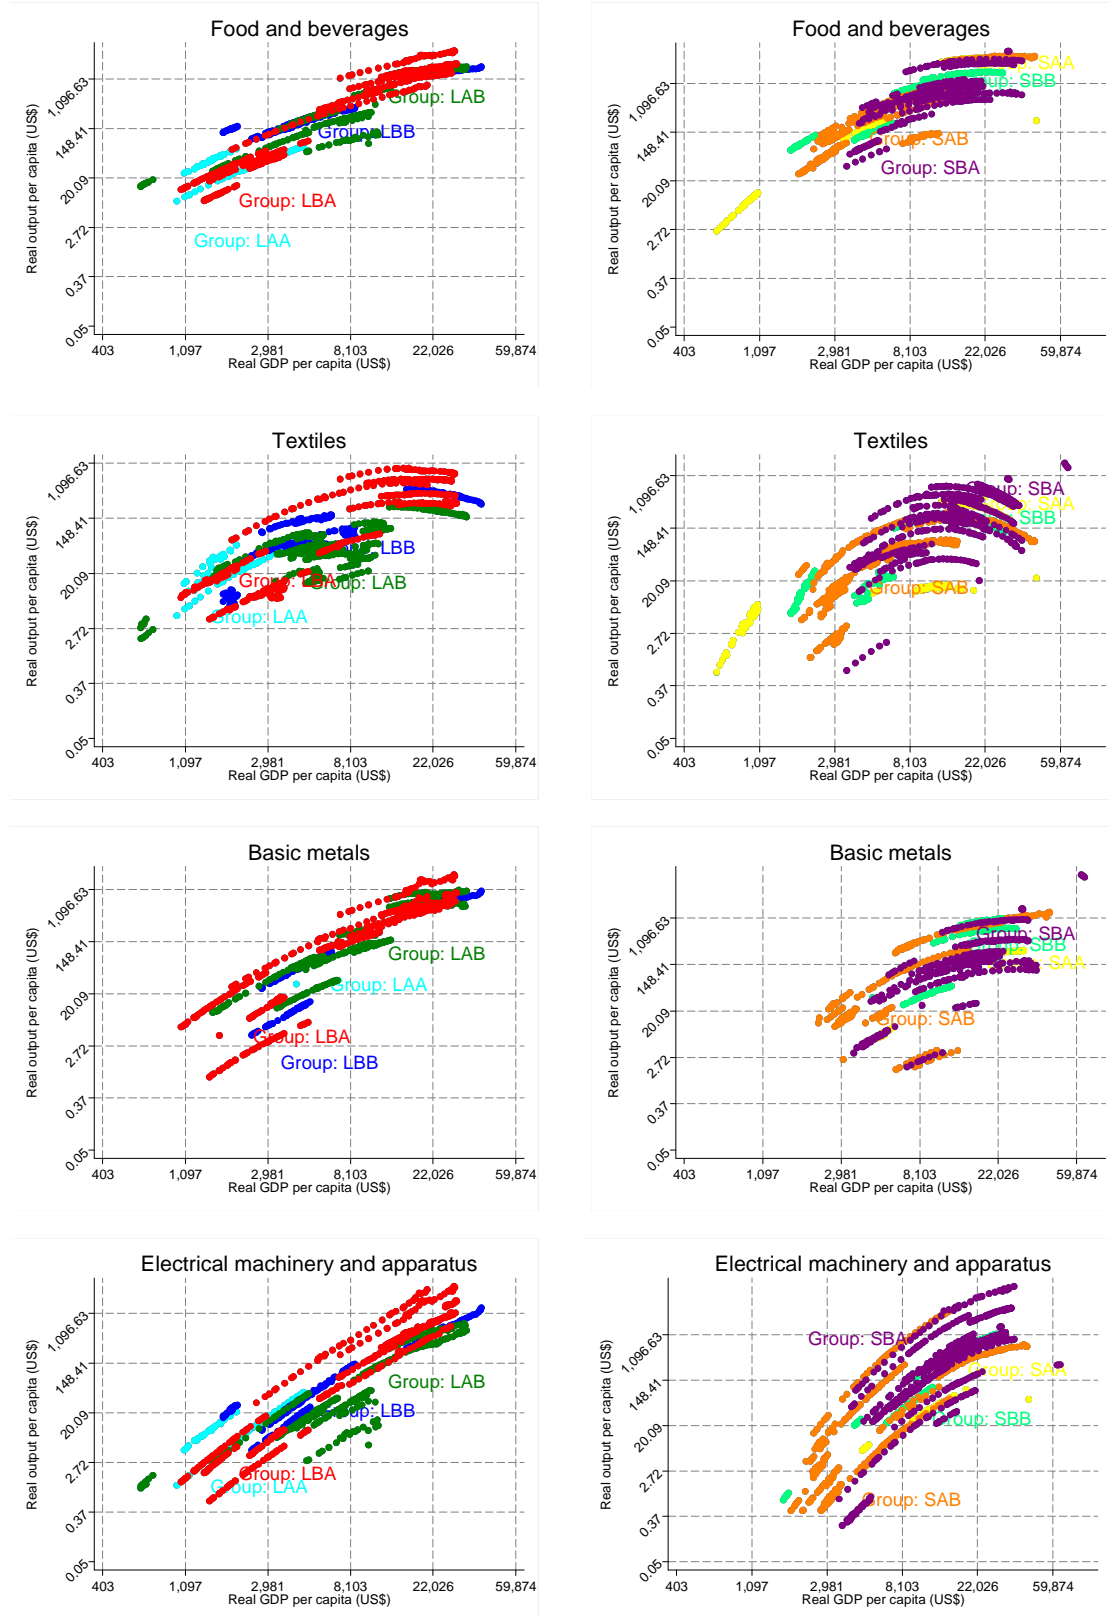 Food and beverages
Real output per capita (US$)
1,096.63
148.41
20.09
2.72
0.37
0.05
Group: LAB
Group: LBB
Group: LBA
Group: LAA
403 1,097 2,981 8,103 22,026 59,874
Real GDP per capita (US$)
Food and beverages
Real output per capita (US$)
1,096.63
148.41
20.09
2.72
0.37
0.05
SAA
Group: SBB
Group: SAB
Group: SBA
403 1,097 2,981 8,103 22,026 59,874
Real GDP per capita (US$)
Textiles
Real output per capita (US$)
1,096.63
148.41
20.09
2.72
0.37
0.05
LBB
Group: LBA
Group: LAB
Group: LAA
403 1,097 2,981 8,103 22,026 59,874
Real GDP per capita (US$)
Textiles
Real output per capita (US$)
1,096.63
148.41
20.09
2.72
0.37
0.05
Group: SBA
SAA
SBB
Group: SAB
403 1,097 2,981 8,103 22,026 59,874
Real GDP per capita (US$)
Basic metals
Real output per capita (US$)
1,096.63
148.41
20.09
2.72
0.37
0.05
Group: LAB
Group: LAA
Group: LBA
Group: LBB
403 1,097 2,981 8,103 22,026 59,874
Real GDP per capita (US$)
Basic metals
Real output per capita (US$)
1,096.63
148.41
20.09
2.72
0.37
0.05
Group: SBA
SBB
SAA
Group: SAB
403 1,097 2,981 8,103 22,026 59,874
Real GDP per capita (US$)
Electrical machinery and apparatus
Real output per capita (US$)
1,096.63
148.41
20.09
2.72
0.37
0.05
Group: LAB
LBB
Group: LBA
Group: LAA
403 1,097 2,981 8,103 22,026 59,874
Real GDP per capita (US$)
Electrical machinery and apparatus
Real output per capita (US$)
1,096.63
148.41
20.09
2.72
0.37
0.05
Group: SBA
Group: SAA
Group: SBB
Group: SAB
403 1,097 2,981 8,103 22,026 59,874
Real GDP per capita (US$)